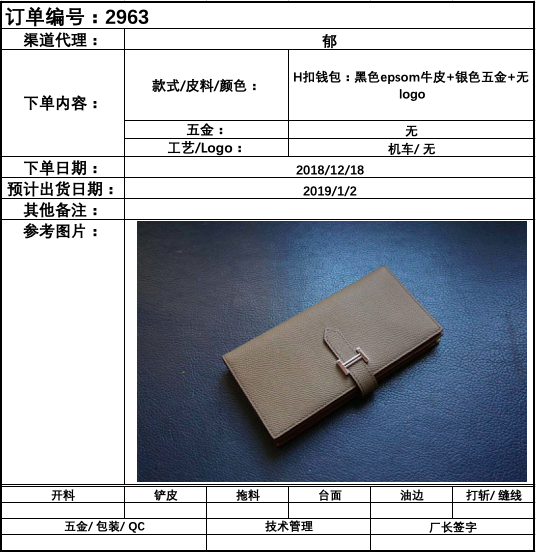 订单编号：2963
渠道代理：
郁
下单内容：
款式/皮料/颜色：
H扣钱包：黑色epsom牛皮+银色五金+无
logo
五金：
无
工艺/Logo：
机车/ 无
下单日期：
2018/12/18
预计出货日期：
2019/1/2
其他备注：
参考图片：
开料
铲皮
拖料
台面
油边
打斩/ 缝线
五金/ 包装/ QC
技术管理
厂长签字